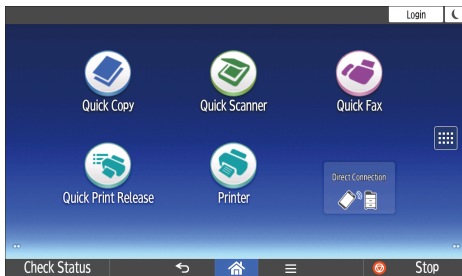 Login
Quick Copy
Quick Scanner
Quick Fax
Quick Print Release
Printer
Direct Connection
Check Status
Stop